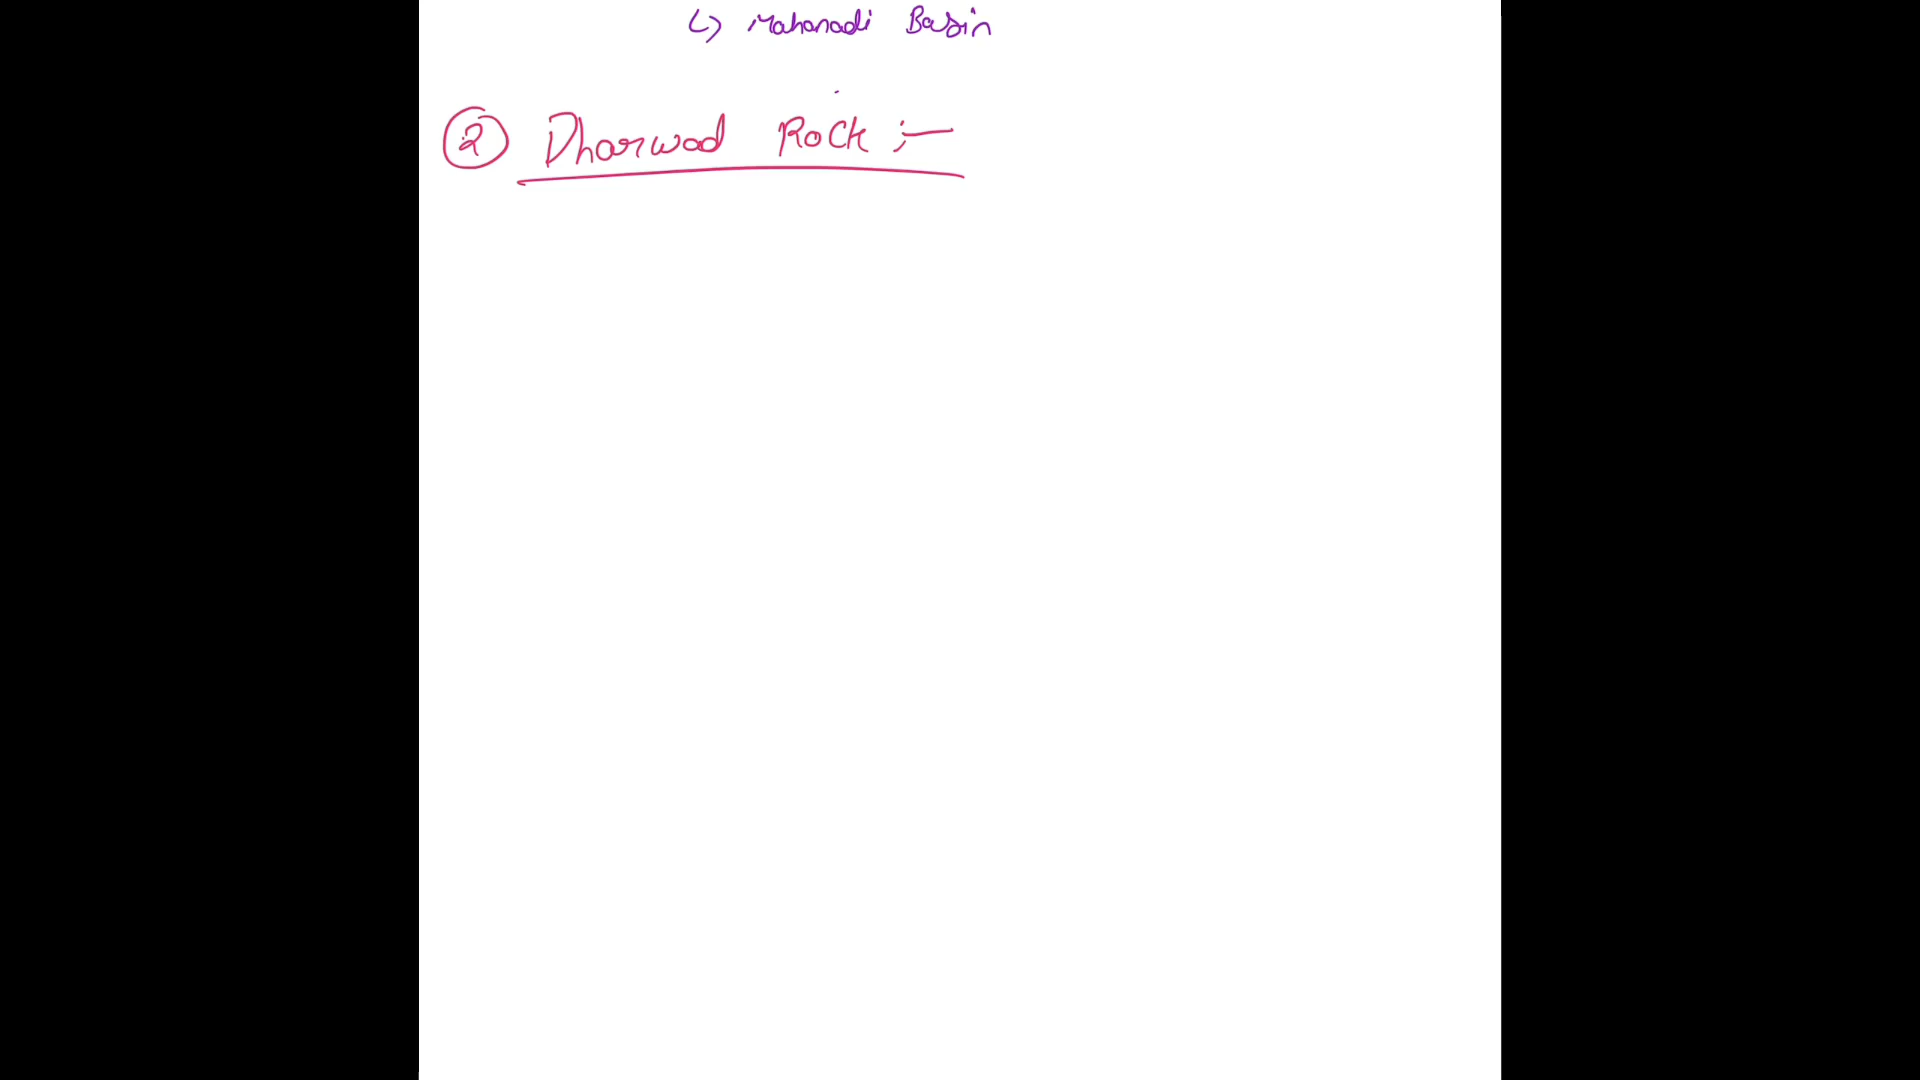 ↳ Mahanadi Basin
② Dharwad Rock :-